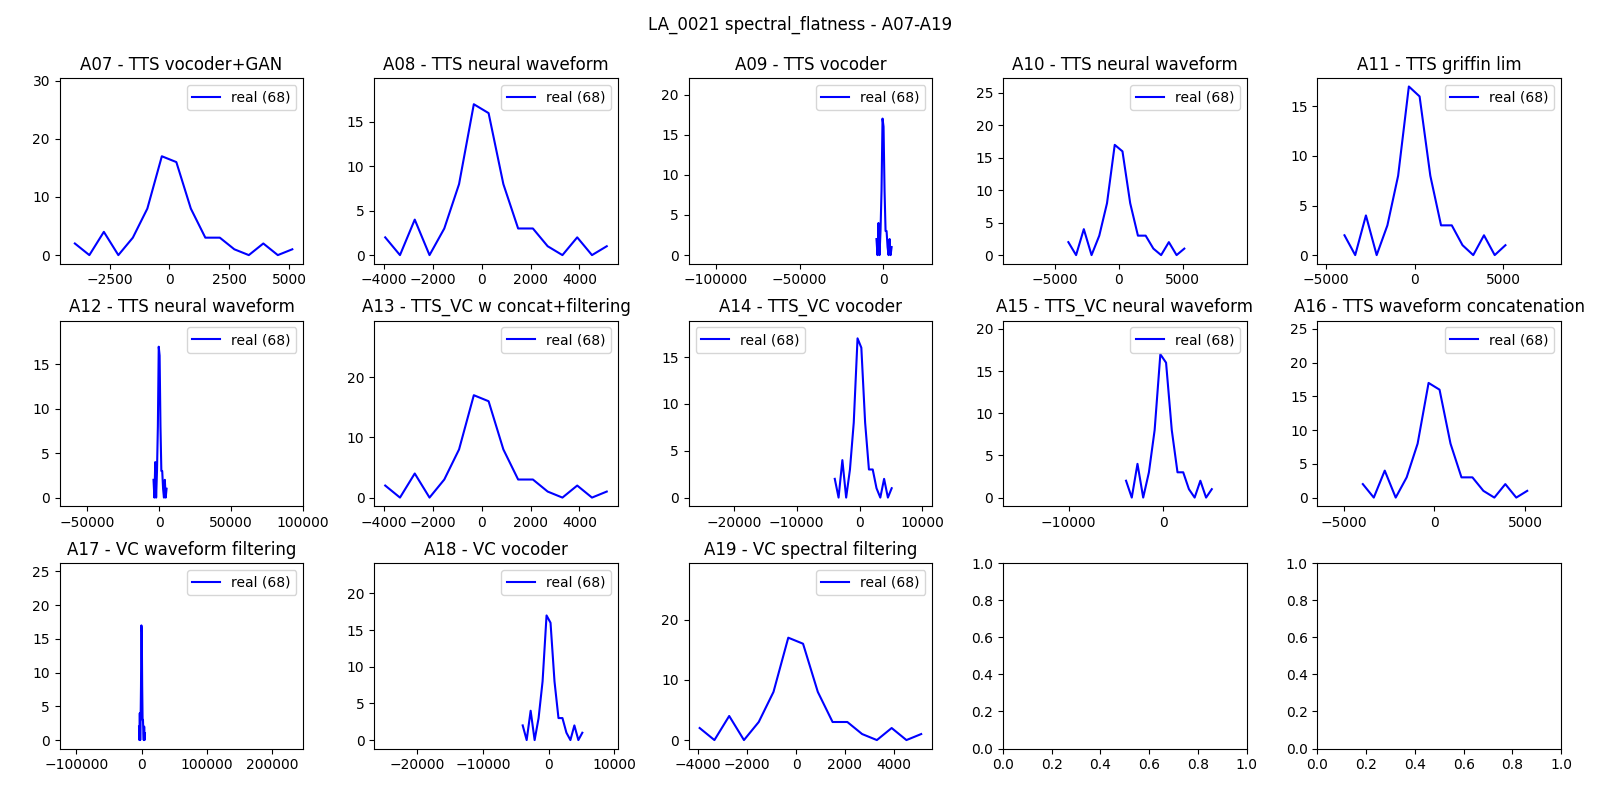 LA_0021 spectral_flatness - A07-A19
A07 - TTS vocoder+GAN
real (68)
30
20
10
0
−2500 0 2500 5000
A08 - TTS neural waveform
real (68)
15
10
5
0
−4000 −2000 0 2000 4000
A09 - TTS vocoder
real (68)
20
15
10
5
0
−100000 −50000 0
A10 - TTS neural waveform
real (68)
25
20
15
10
5
0
−5000 0 5000
A11 - TTS griffin lim
real (68)
15
10
5
0
−5000 0 5000
A12 - TTS neural waveform
real (68)
15
10
5
0
−50000 0 50000 100000
A13 - TTS_VC w concat+filtering
real (68)
20
10
0
−4000 −2000 0 2000 4000
A14 - TTS_VC vocoder
real (68)
15
10
5
0
−20000 −10000 0 10000
A15 - TTS_VC neural waveform
real (68)
20
15
10
5
0
−10000 0
A16 - TTS waveform concatenation
real (68)
25
20
15
10
5
0
−5000 0 5000
A17 - VC waveform filtering
real (68)
25
20
15
10
5
0
−100000 0 100000 200000
A18 - VC vocoder
real (68)
20
15
10
5
0
−20000 −10000 0 10000
A19 - VC spectral filtering
real (68)
20
10
0
−4000 −2000 0 2000 4000
1.0
0.8
0.6
0.4
0.2
0.0
0.0 0.2 0.4 0.6 0.8 1.0
1.0
0.8
0.6
0.4
0.2
0.0
0.0 0.2 0.4 0.6 0.8 1.0